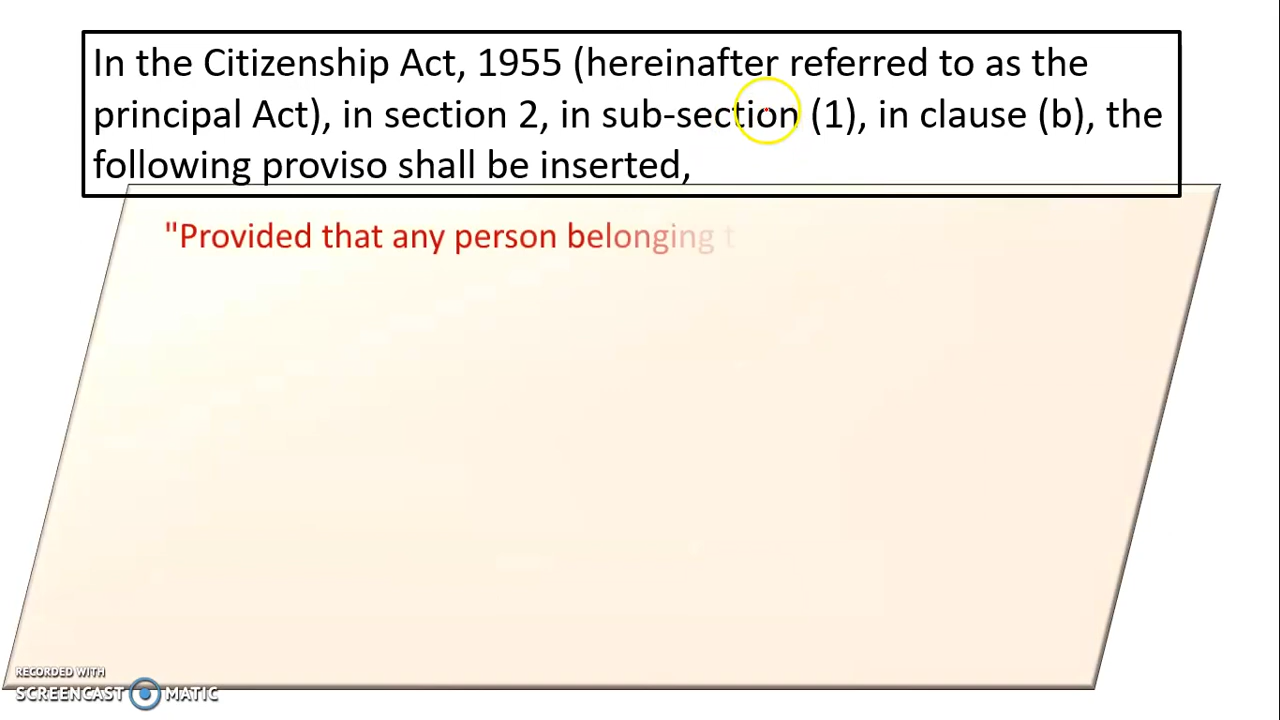 In the Citizenship Act, 1955 (hereinafter referred to as the
principal Act), in section 2, in sub-section (1), in clause (b), the
following proviso shall be inserted,
"Provided that any person belonging t
RECORDED WITH
SCREENCAST MATIC